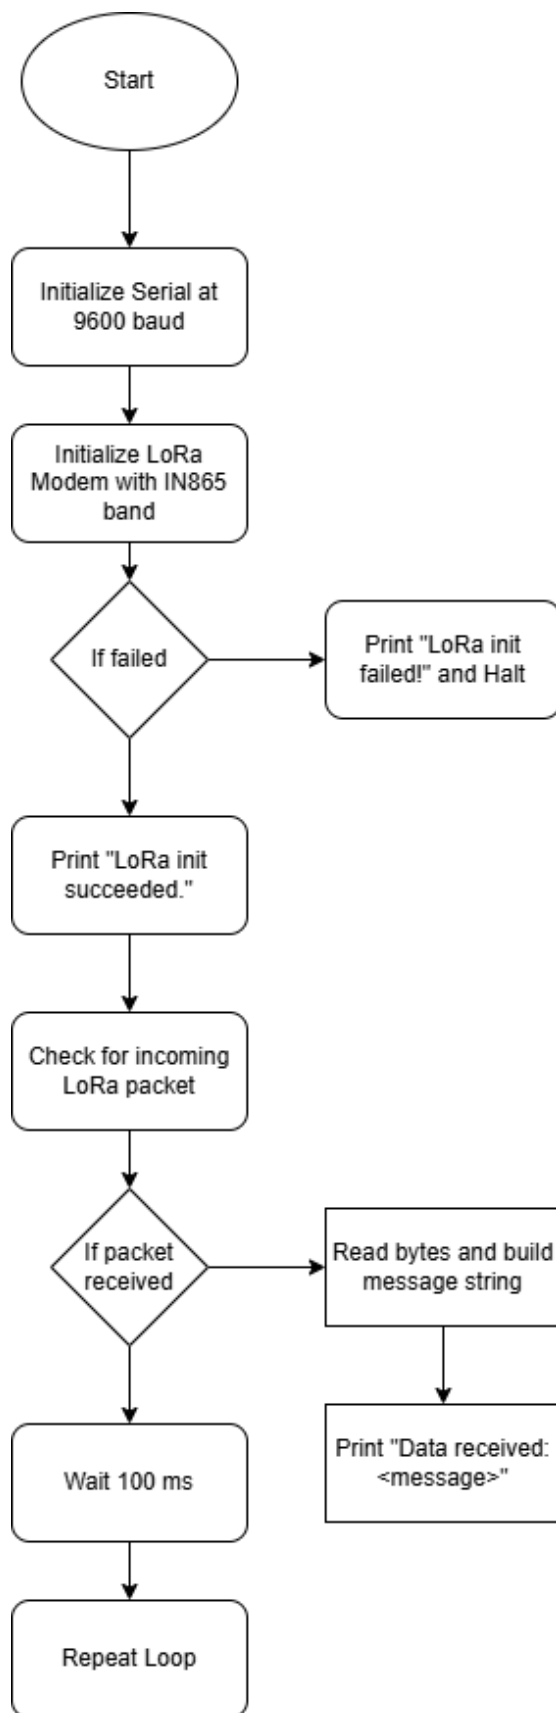 Start
Initialize Serial at
9600 baud
Initialize LoRa
Modem with IN865
band
If failed
Print "LoRa init
failed!" and Halt
Print "LoRa init
succeeded."
Check for incoming
LoRa packet
If packet
received
Read bytes and build
message string
Print "Data received:
<message>"
Wait 100 ms
Repeat Loop